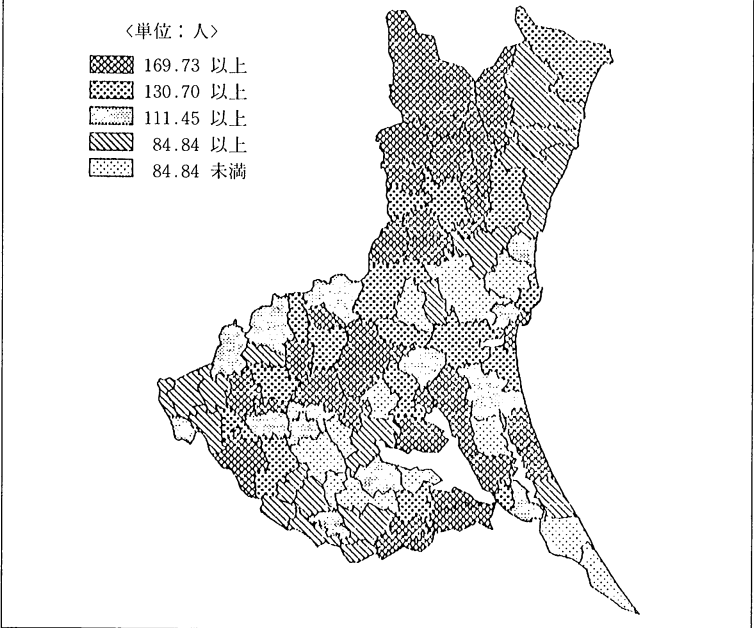 〈単位：人〉
169.73 以上
130.70 以上
111.45 以上
84.84 以上
84.84 未満